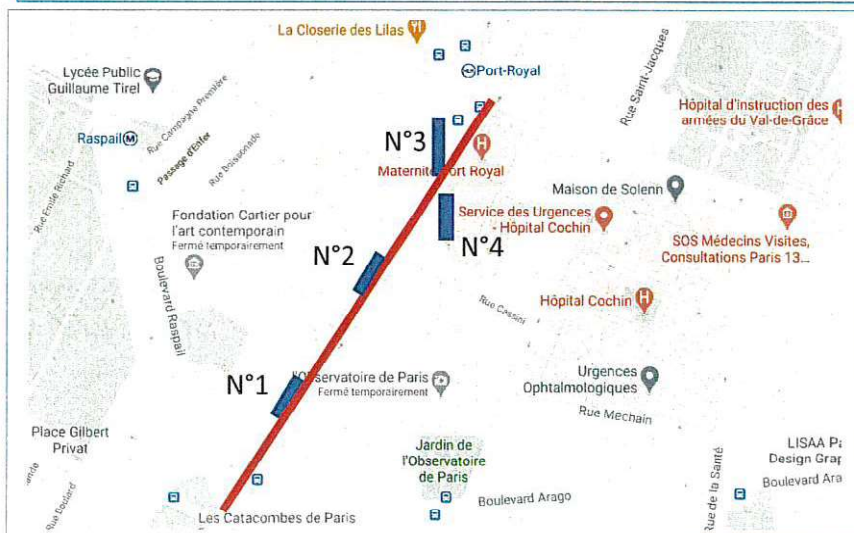 La Closerie des Lilas
Port-Royal
Lycée Public
Guillaume Tirel
Rue Saint-Jacques
Hôpital d'instruction des
armées du Val-de-Grâce
Raspail
Rue Campagne Première
Passage d'Enfer
Rue Boissonade
Rue Emile Richard
N°3
Maternité Port Royal
Maison de Solenn
Fondation Cartier pour
l'art contemporain
Fermé temporairement
Service des Urgences
- Hôpital Cochin
N°4
SOS Médecins Visites,
Consultations Paris 13...
N°2
Boulevard Raspail
Rue Cassini
Hôpital Cochin
N°1
l'Observatoire de Paris
Fermé temporairement
Urgences
Ophtalmologiques
Rue Méchain
Place Gilbert
Privat
Jardin de
l'Observatoire
de Paris
LISAA Pa
Design Grap
Rue de la Santé
Boulevard Ara
Boulevard Arago
Rue Boulard
Les Catacombes de Paris